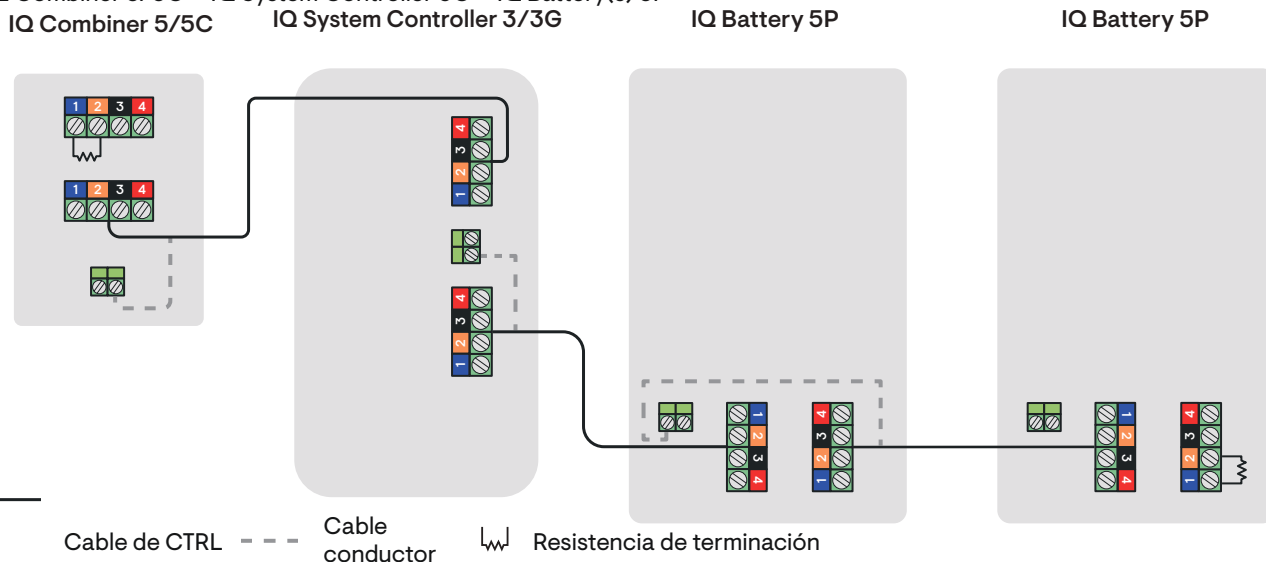 IQ Combiner 5/5C
IQ System Controller 3/3G
IQ Battery 5P
IQ Battery 5P
1 2 3 4
1 2 3 4
4
3
2
1
4
3
2
1
1
2
3
4
4
3
2
1
1
2
3
4
4
3
2
1
Cable de CTRL
Cable
conductor
Resistencia de terminación